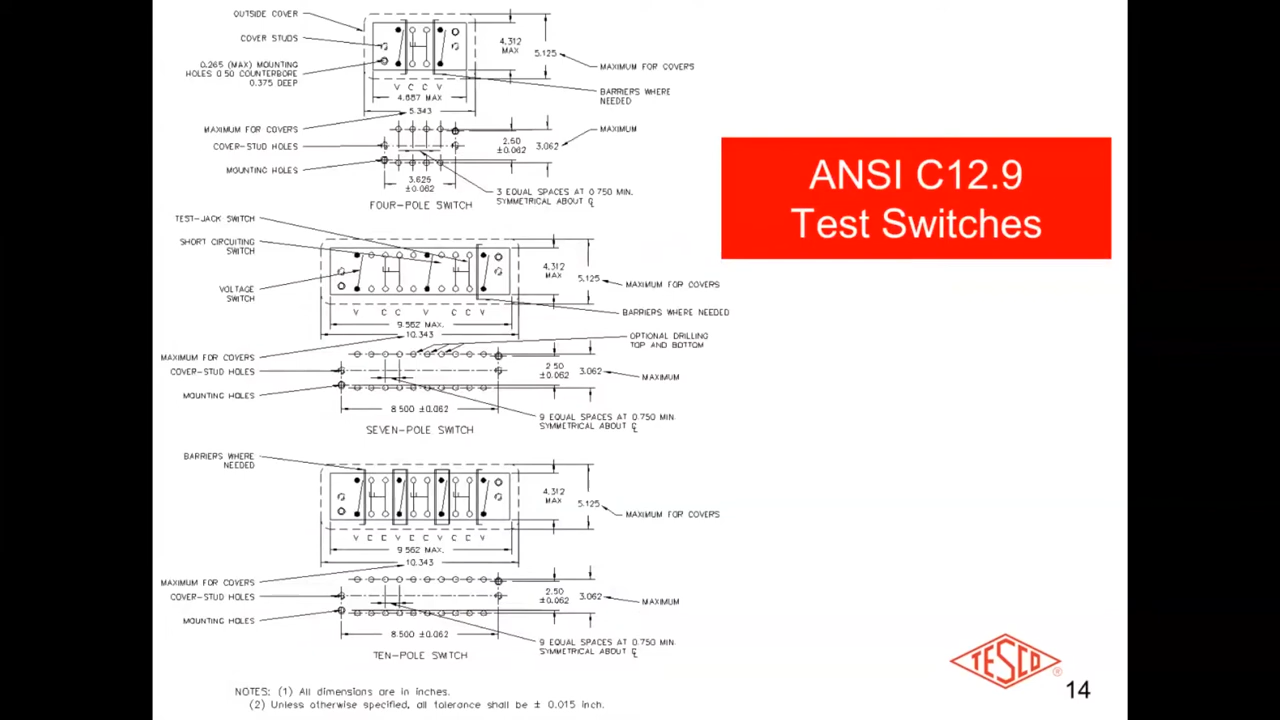 OUTSIDE COVER
COVER STUDS
0.265 (MAX) MOUNTING
HOLES 0.50 COUNTERBORE
0.375 DEEP
4.312
MAX
5.125
MAXIMUM FOR COVERS
BARRIERS WHERE
NEEDED
V C C V
4.687 MAX
5.343
MAXIMUM FOR COVERS
COVER-STUD HOLES
MOUNTING HOLES
2.50
±0.062
3.062
MAXIMUM
3.625
±0.062
3 EQUAL SPACES AT 0.750 MIN.
SYMMETRICAL ABOUT ℄
FOUR-POLE SWITCH
ANSI C12.9
Test Switches
TEST-JACK SWITCH
SHORT CIRCUITING
SWITCH
VOLTAGE
SWITCH
4.312
MAX
5.125
MAXIMUM FOR COVERS
BARRIERS WHERE NEEDED
V C C V C C V
9.562 MAX.
10.343
OPTIONAL DRILLING
TOP AND BOTTOM
MAXIMUM FOR COVERS
COVER-STUD HOLES
MOUNTING HOLES
2.50
±0.062
3.062
MAXIMUM
8.500 ±0.062
9 EQUAL SPACES AT 0.750 MIN.
SYMMETRICAL ABOUT ℄
SEVEN-POLE SWITCH
BARRIERS WHERE
NEEDED
4.312
MAX
5.125
MAXIMUM FOR COVERS
V C C V C C V C C V
9.562 MAX.
10.343
MAXIMUM FOR COVERS
COVER-STUD HOLES
MOUNTING HOLES
2.50
±0.062
3.062
MAXIMUM
8.500 ±0.062
9 EQUAL SPACES AT 0.750 MIN.
SYMMETRICAL ABOUT ℄
TEN-POLE SWITCH
NOTES: (1) All dimensions are in inches.
(2) Unless otherwise specified, all tolerance shall be ± 0.015 inch.
TESCO ®
14